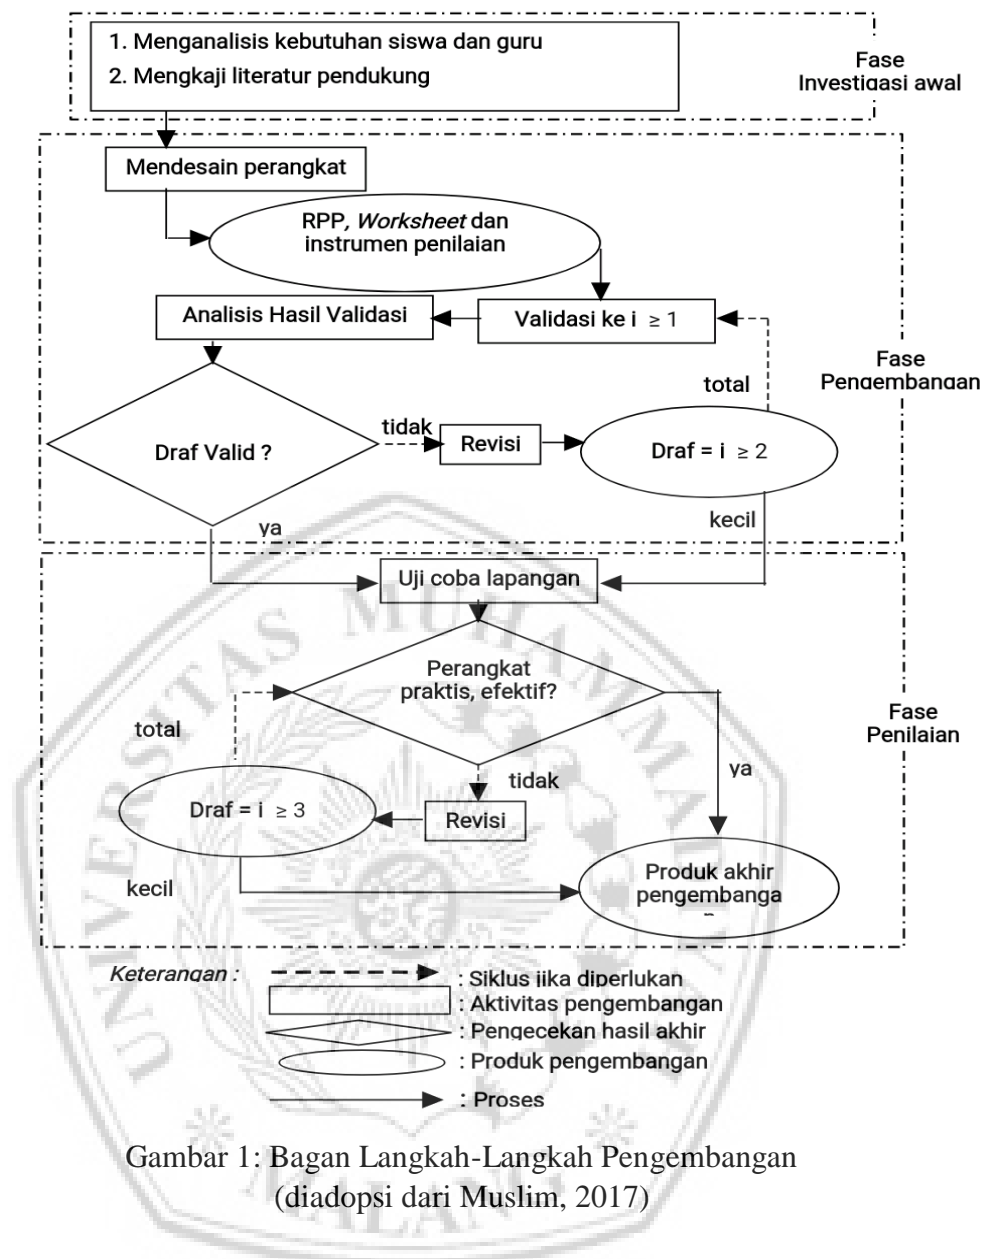 1. Menganalisis kebutuhan siswa dan guru
2. Mengkaji literatur pendukung
Fase
Investigasi awal
Mendesain perangkat
RPP, Worksheet dan
instrumen penilaian
Analisis Hasil Validasi
Validasi ke i ≥ 1
Fase
Pengembangan
total
tidak
Draf Valid ?
Revisi
Draf = i ≥ 2
ya
kecil
Uji coba lapangan
Perangkat
praktis, efektif?
Fase
Penilaian
total
ya
tidak
Draf = i ≥ 3
Revisi
kecil
Produk akhir
pengembanga
n
Keterangan :
: Siklus jika diperlukan
: Aktivitas pengembangan
: Pengecekan hasil akhir
: Produk pengembangan
: Proses
Gambar 1: Bagan Langkah-Langkah Pengembangan
(diadopsi dari Muslim, 2017)
UNIVERSITAS MUHAMMADIYAH
MALANG